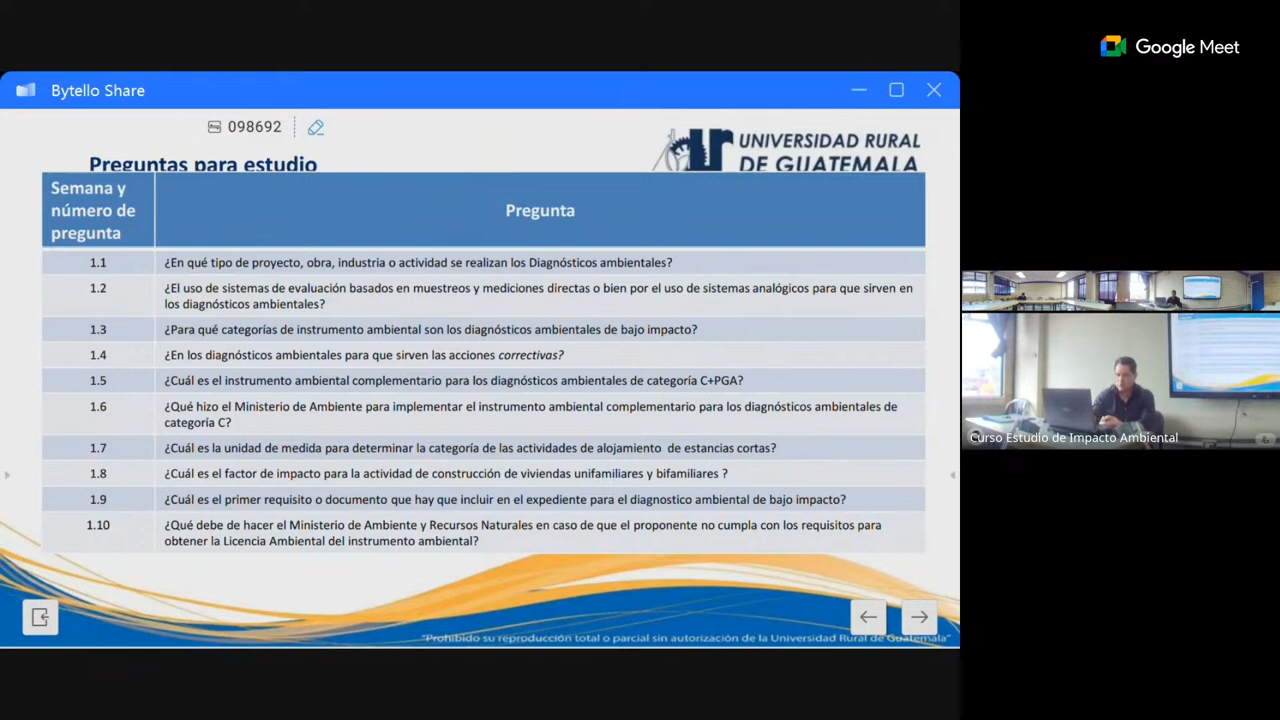 Google Meet
Bytello Share
098692
Preguntas para estudio
UNIVERSIDAD RURAL
DE GUATEMALA
Semana y
número de
pregunta
Pregunta
1.1 ¿En qué tipo de proyecto, obra, industria o actividad se realizan los Diagnósticos ambientales?
1.2 ¿El uso de sistemas de evaluación basados en muestreos y mediciones directas o bien por el uso de sistemas analógicos para que sirven en
los diagnósticos ambientales?
1.3 ¿Para qué categorías de instrumento ambiental son los diagnósticos ambientales de bajo impacto?
1.4 ¿En los diagnósticos ambientales para que sirven las acciones correctivas?
1.5 ¿Cuál es el instrumento ambiental complementario para los diagnósticos ambientales de categoría C+PGA?
1.6 ¿Qué hizo el Ministerio de Ambiente para implementar el instrumento ambiental complementario para los diagnósticos ambientales de
categoría C?
1.7 ¿Cuál es la unidad de medida para determinar la categoría de las actividades de alojamiento de estancias cortas?
1.8 ¿Cuál es el factor de impacto para la actividad de construcción de viviendas unifamiliares y bifamiliares ?
1.9 ¿Cuál es el primer requisito o documento que hay que incluir en el expediente para el diagnostico ambiental de bajo impacto?
1.10 ¿Qué debe de hacer el Ministerio de Ambiente y Recursos Naturales en caso de que el proponente no cumpla con los requisitos para
obtener la Licencia Ambiental del instrumento ambiental?
"Prohibido su reproducción total o parcial sin autorización de la Universidad Rural de Guatemala"
Curso Estudio de Impacto Ambiental